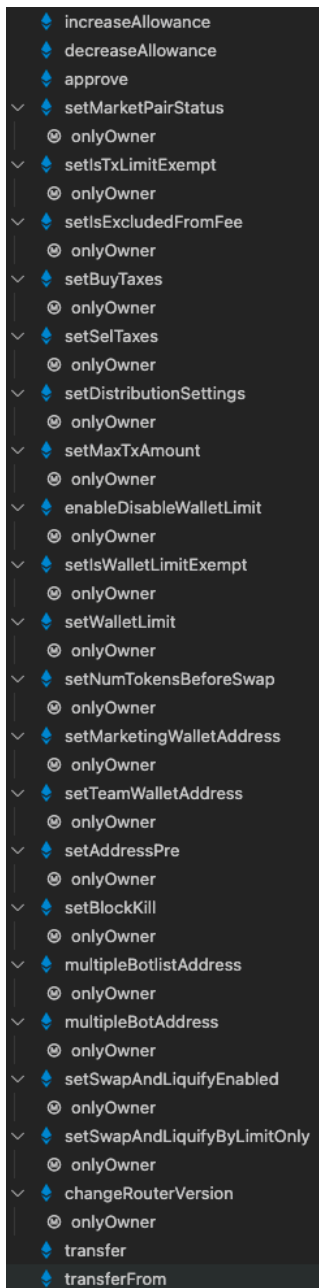 increaseAllowance
decreaseAllowance
approve
setMarketPairStatus
onlyOwner
setIsTxLimitExempt
onlyOwner
setIsExcludedFromFee
onlyOwner
setBuyTaxes
onlyOwner
setSelTaxes
onlyOwner
setDistributionSettings
onlyOwner
setMaxTxAmount
onlyOwner
enableDisableWalletLimit
onlyOwner
setIsWalletLimitExempt
onlyOwner
setWalletLimit
onlyOwner
setNumTokensBeforeSwap
onlyOwner
setMarketingWalletAddress
onlyOwner
setTeamWalletAddress
onlyOwner
setAddressPre
onlyOwner
setBlockKill
onlyOwner
multipleBotlistAddress
onlyOwner
multipleBotAddress
onlyOwner
setSwapAndLiquifyEnabled
onlyOwner
setSwapAndLiquifyByLimitOnly
onlyOwner
changeRouterVersion
onlyOwner
transfer
transferFrom